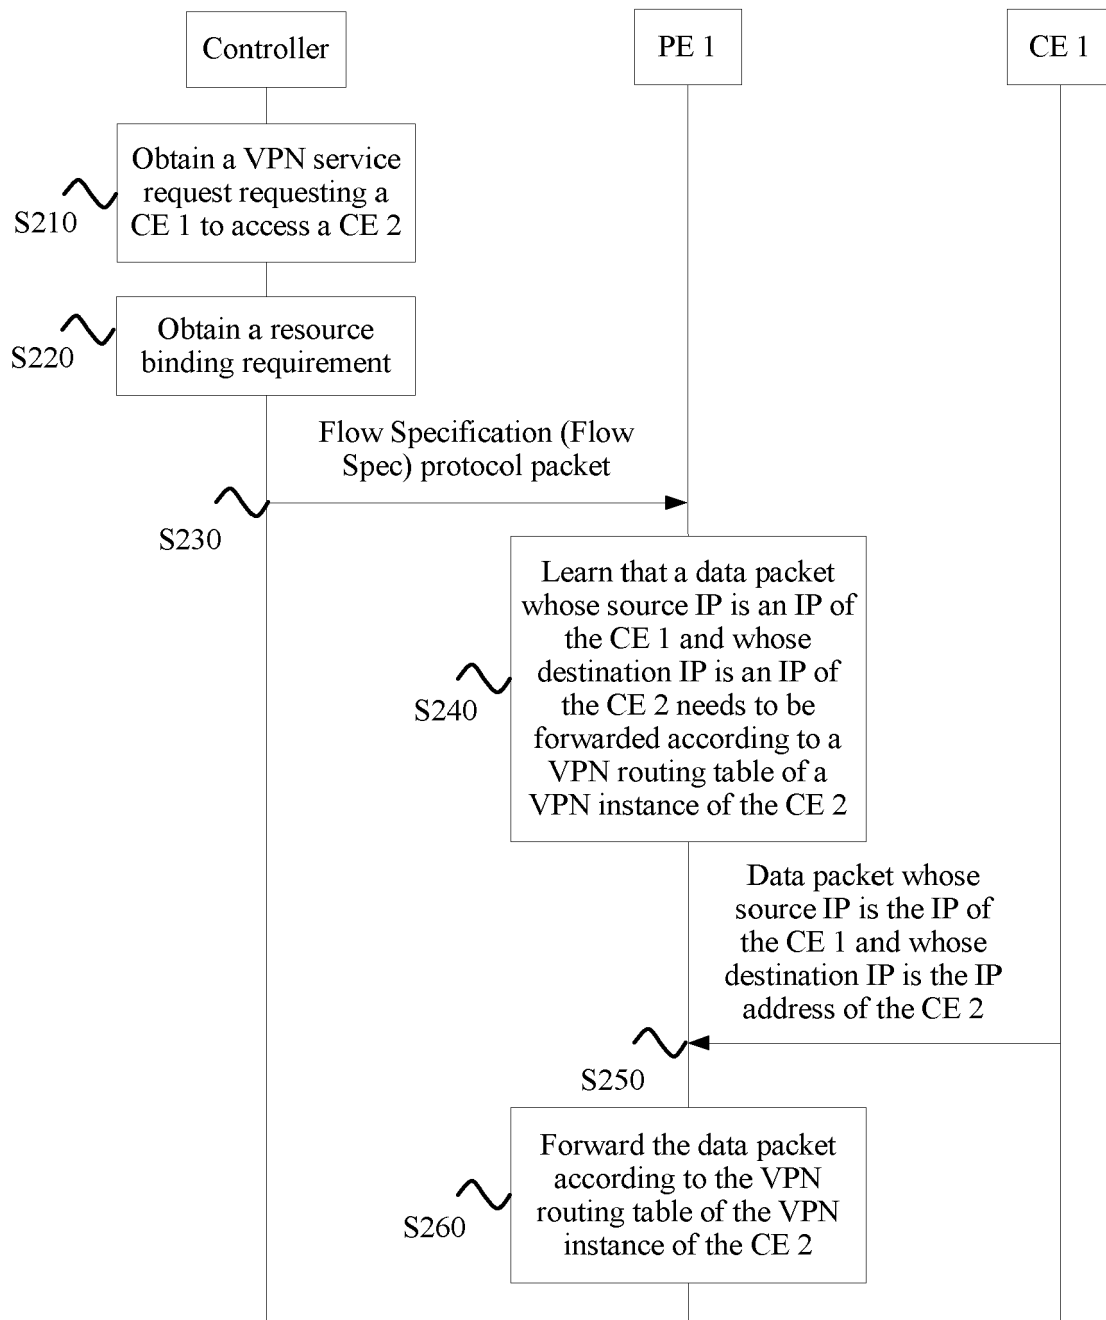 Controller
PE 1
CE 1
Obtain a VPN service
request requesting a
CE 1 to access a CE 2
S210
Obtain a resource
binding requirement
S220
Flow Specification (Flow
Spec) protocol packet
S230
Learn that a data packet
whose source IP is an IP of
the CE 1 and whose
destination IP is an IP of
the CE 2 needs to be
forwarded according to a
VPN routing table of a
VPN instance of the CE 2
S240
Data packet whose
source IP is the IP of
the CE 1 and whose
destination IP is the IP
address of the CE 2
S250
Forward the data packet
according to the VPN
routing table of the VPN
instance of the CE 2
S260